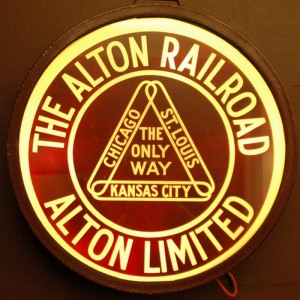 THE ALTON RAILROAD
CHICAGO
ST. LOUIS
THE
ONLY
WAY
KANSAS CITY
ALTON LIMITED